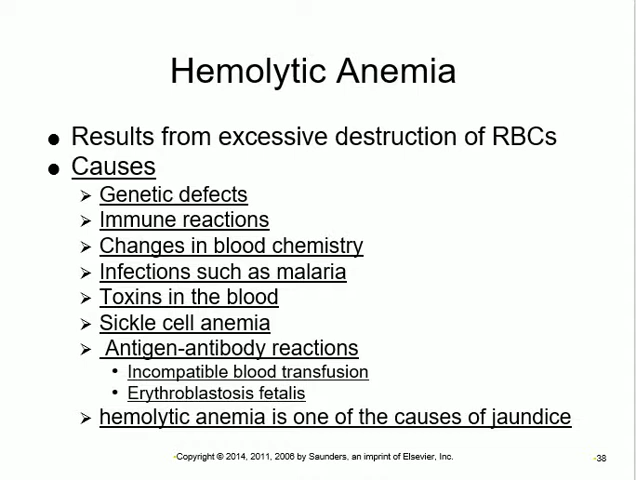 Hemolytic Anemia
● Results from excessive destruction of RBCs
● Causes
➢ Genetic defects
➢ Immune reactions
➢ Changes in blood chemistry
➢ Infections such as malaria
➢ Toxins in the blood
➢ Sickle cell anemia
➢ Antigen-antibody reactions
• Incompatible blood transfusion
• Erythroblastosis fetalis
➢ hemolytic anemia is one of the causes of jaundice
•Copyright © 2014, 2011, 2006 by Saunders, an imprint of Elsevier, Inc.
•38